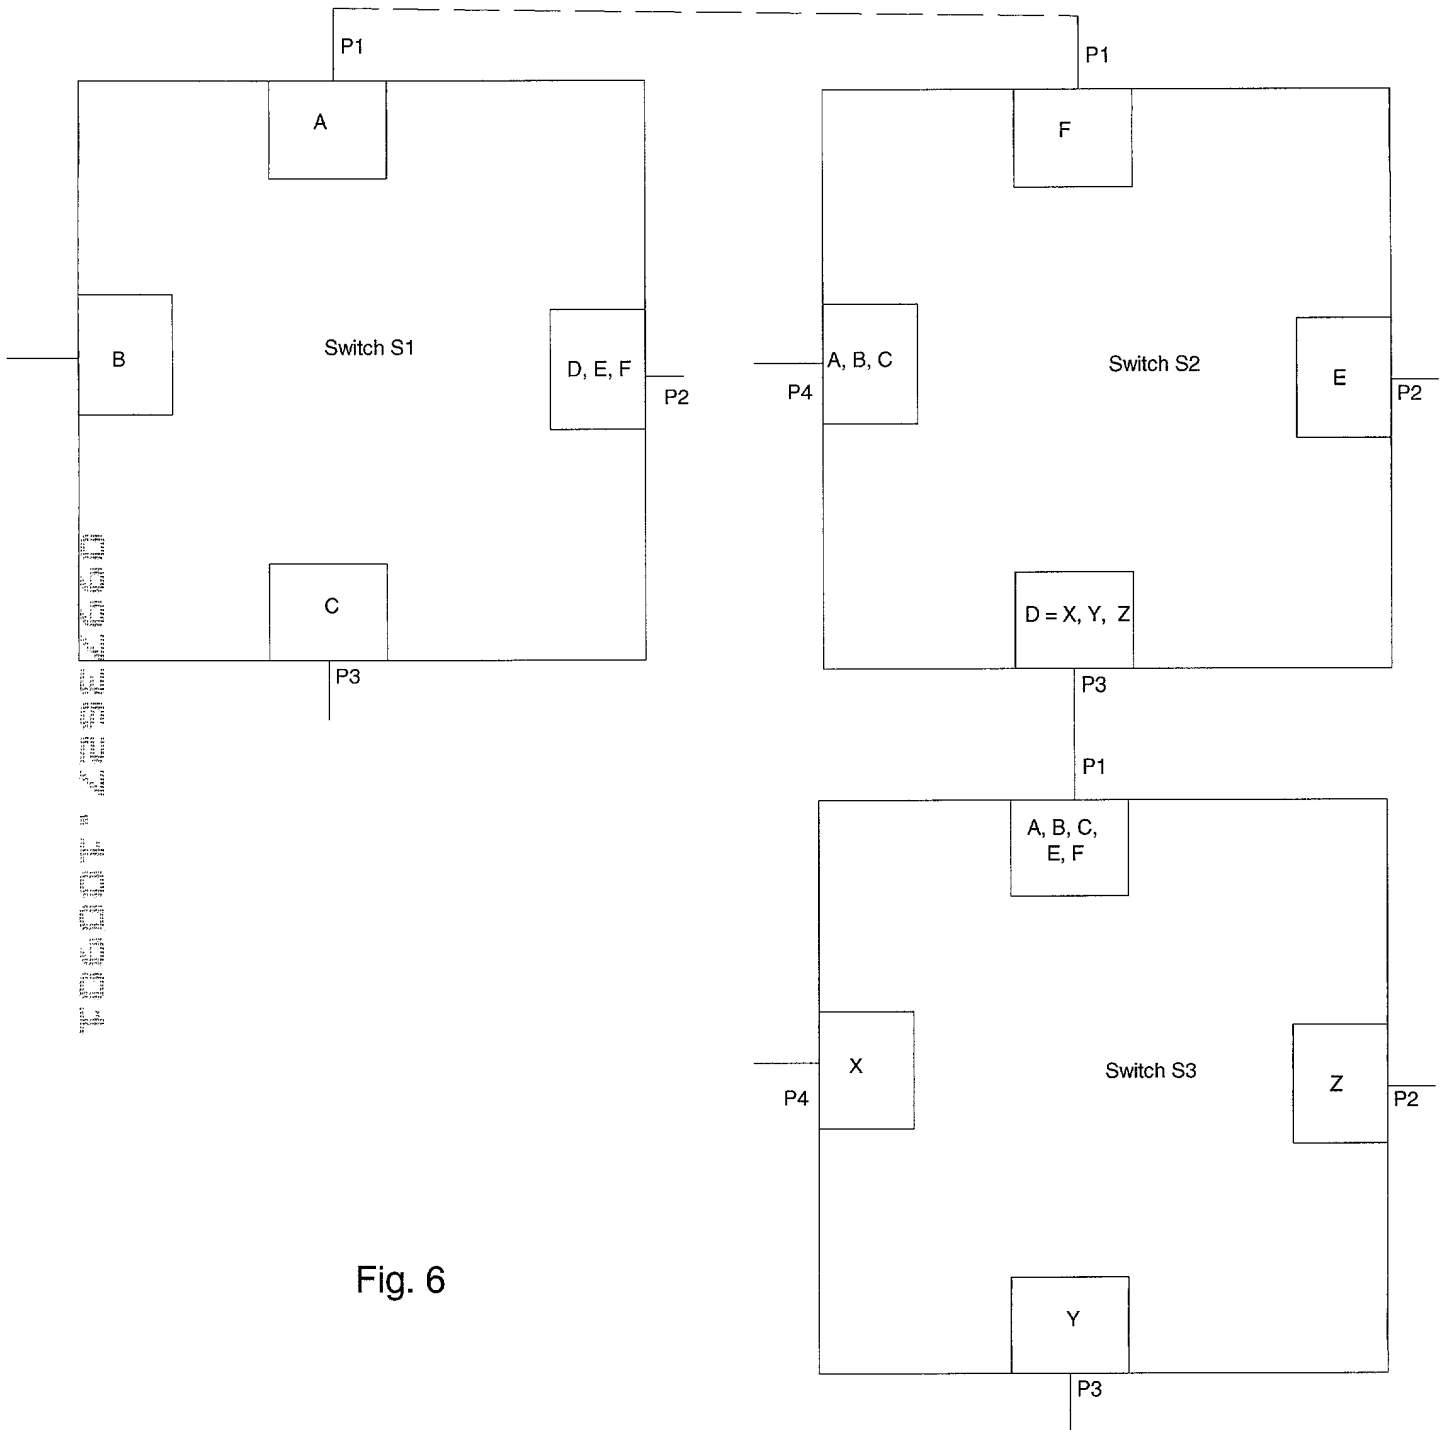 P1
P1
A
F
B
Switch S1
D, E, F
P2
A, B, C
P4
Switch S2
E
P2
C
P3
D = X, Y, Z
P3
P1
A, B, C,
E, F
X
P4
Switch S3
Z
P2
Y
P3
Fig. 6